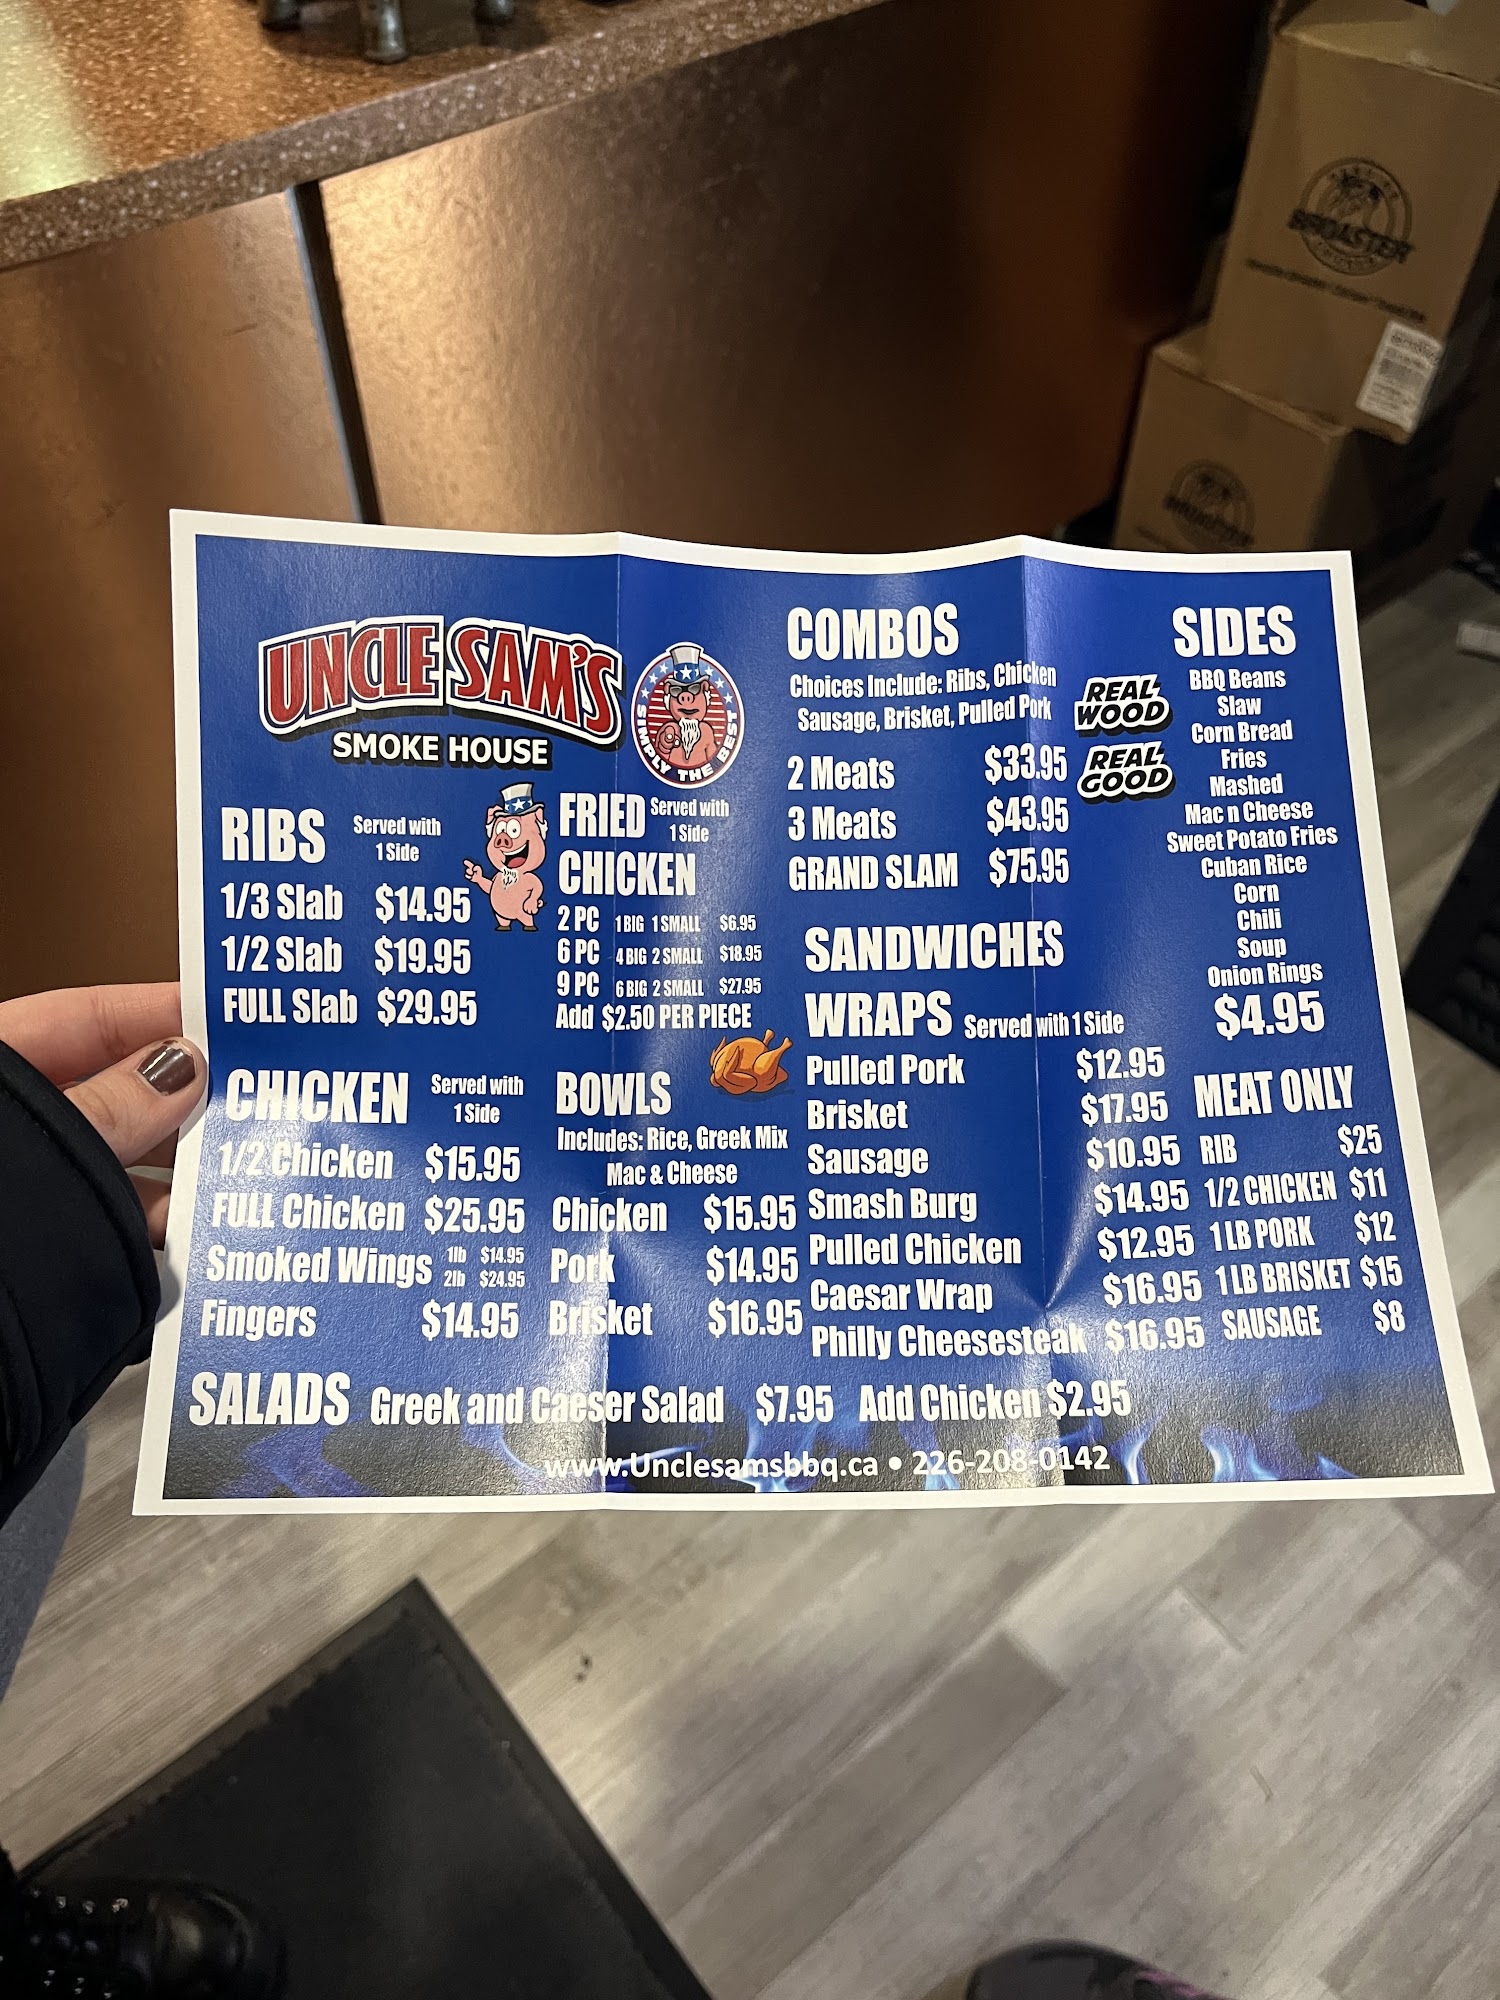 UNCLE SAM'S
SMOKE HOUSE
SIMPLY THE BEST
RIBS Served with
1 Side
1/3 Slab $14.95
1/2 Slab $19.95
FULL Slab $29.95
CHICKEN Served with
1 Side
1/2 Chicken $15.95
FULL Chicken $25.95
Smoked Wings 1lb $14.95
2lb $24.95
Fingers $14.95
FRIED Served with
1 Side
CHICKEN
2 PC 1 BIG 1 SMALL $6.95
6 PC 4 BIG 2 SMALL $18.95
9 PC 6 BIG 2 SMALL $27.95
Add $2.50 PER PIECE
BOWLS
Includes: Rice, Greek Mix
Mac & Cheese
Chicken $15.95
Pork $14.95
Brisket $16.95
COMBOS
Choices Include: Ribs, Chicken
Sausage, Brisket, Pulled Pork
2 Meats $33.95
3 Meats $43.95
GRAND SLAM $75.95
REAL
WOOD
REAL
GOOD
SANDWICHES
WRAPS Served with 1 Side
Pulled Pork $12.95
Brisket $17.95
Sausage $10.95
Smash Burg $14.95
Pulled Chicken $12.95
Caesar Wrap $16.95
Philly Cheesesteak $16.95
SIDES
BBQ Beans
Slaw
Corn Bread
Fries
Mashed
Mac n Cheese
Sweet Potato Fries
Cuban Rice
Corn
Chili
Soup
Onion Rings
$4.95
MEAT ONLY
RIB $25
1/2 CHICKEN $11
1 LB PORK $12
1 LB BRISKET $15
SAUSAGE $8
SALADS Greek and Caeser Salad $7.95 Add Chicken $2.95
www.Unclesamsbbq.ca • 226-208-0142
BROASTER